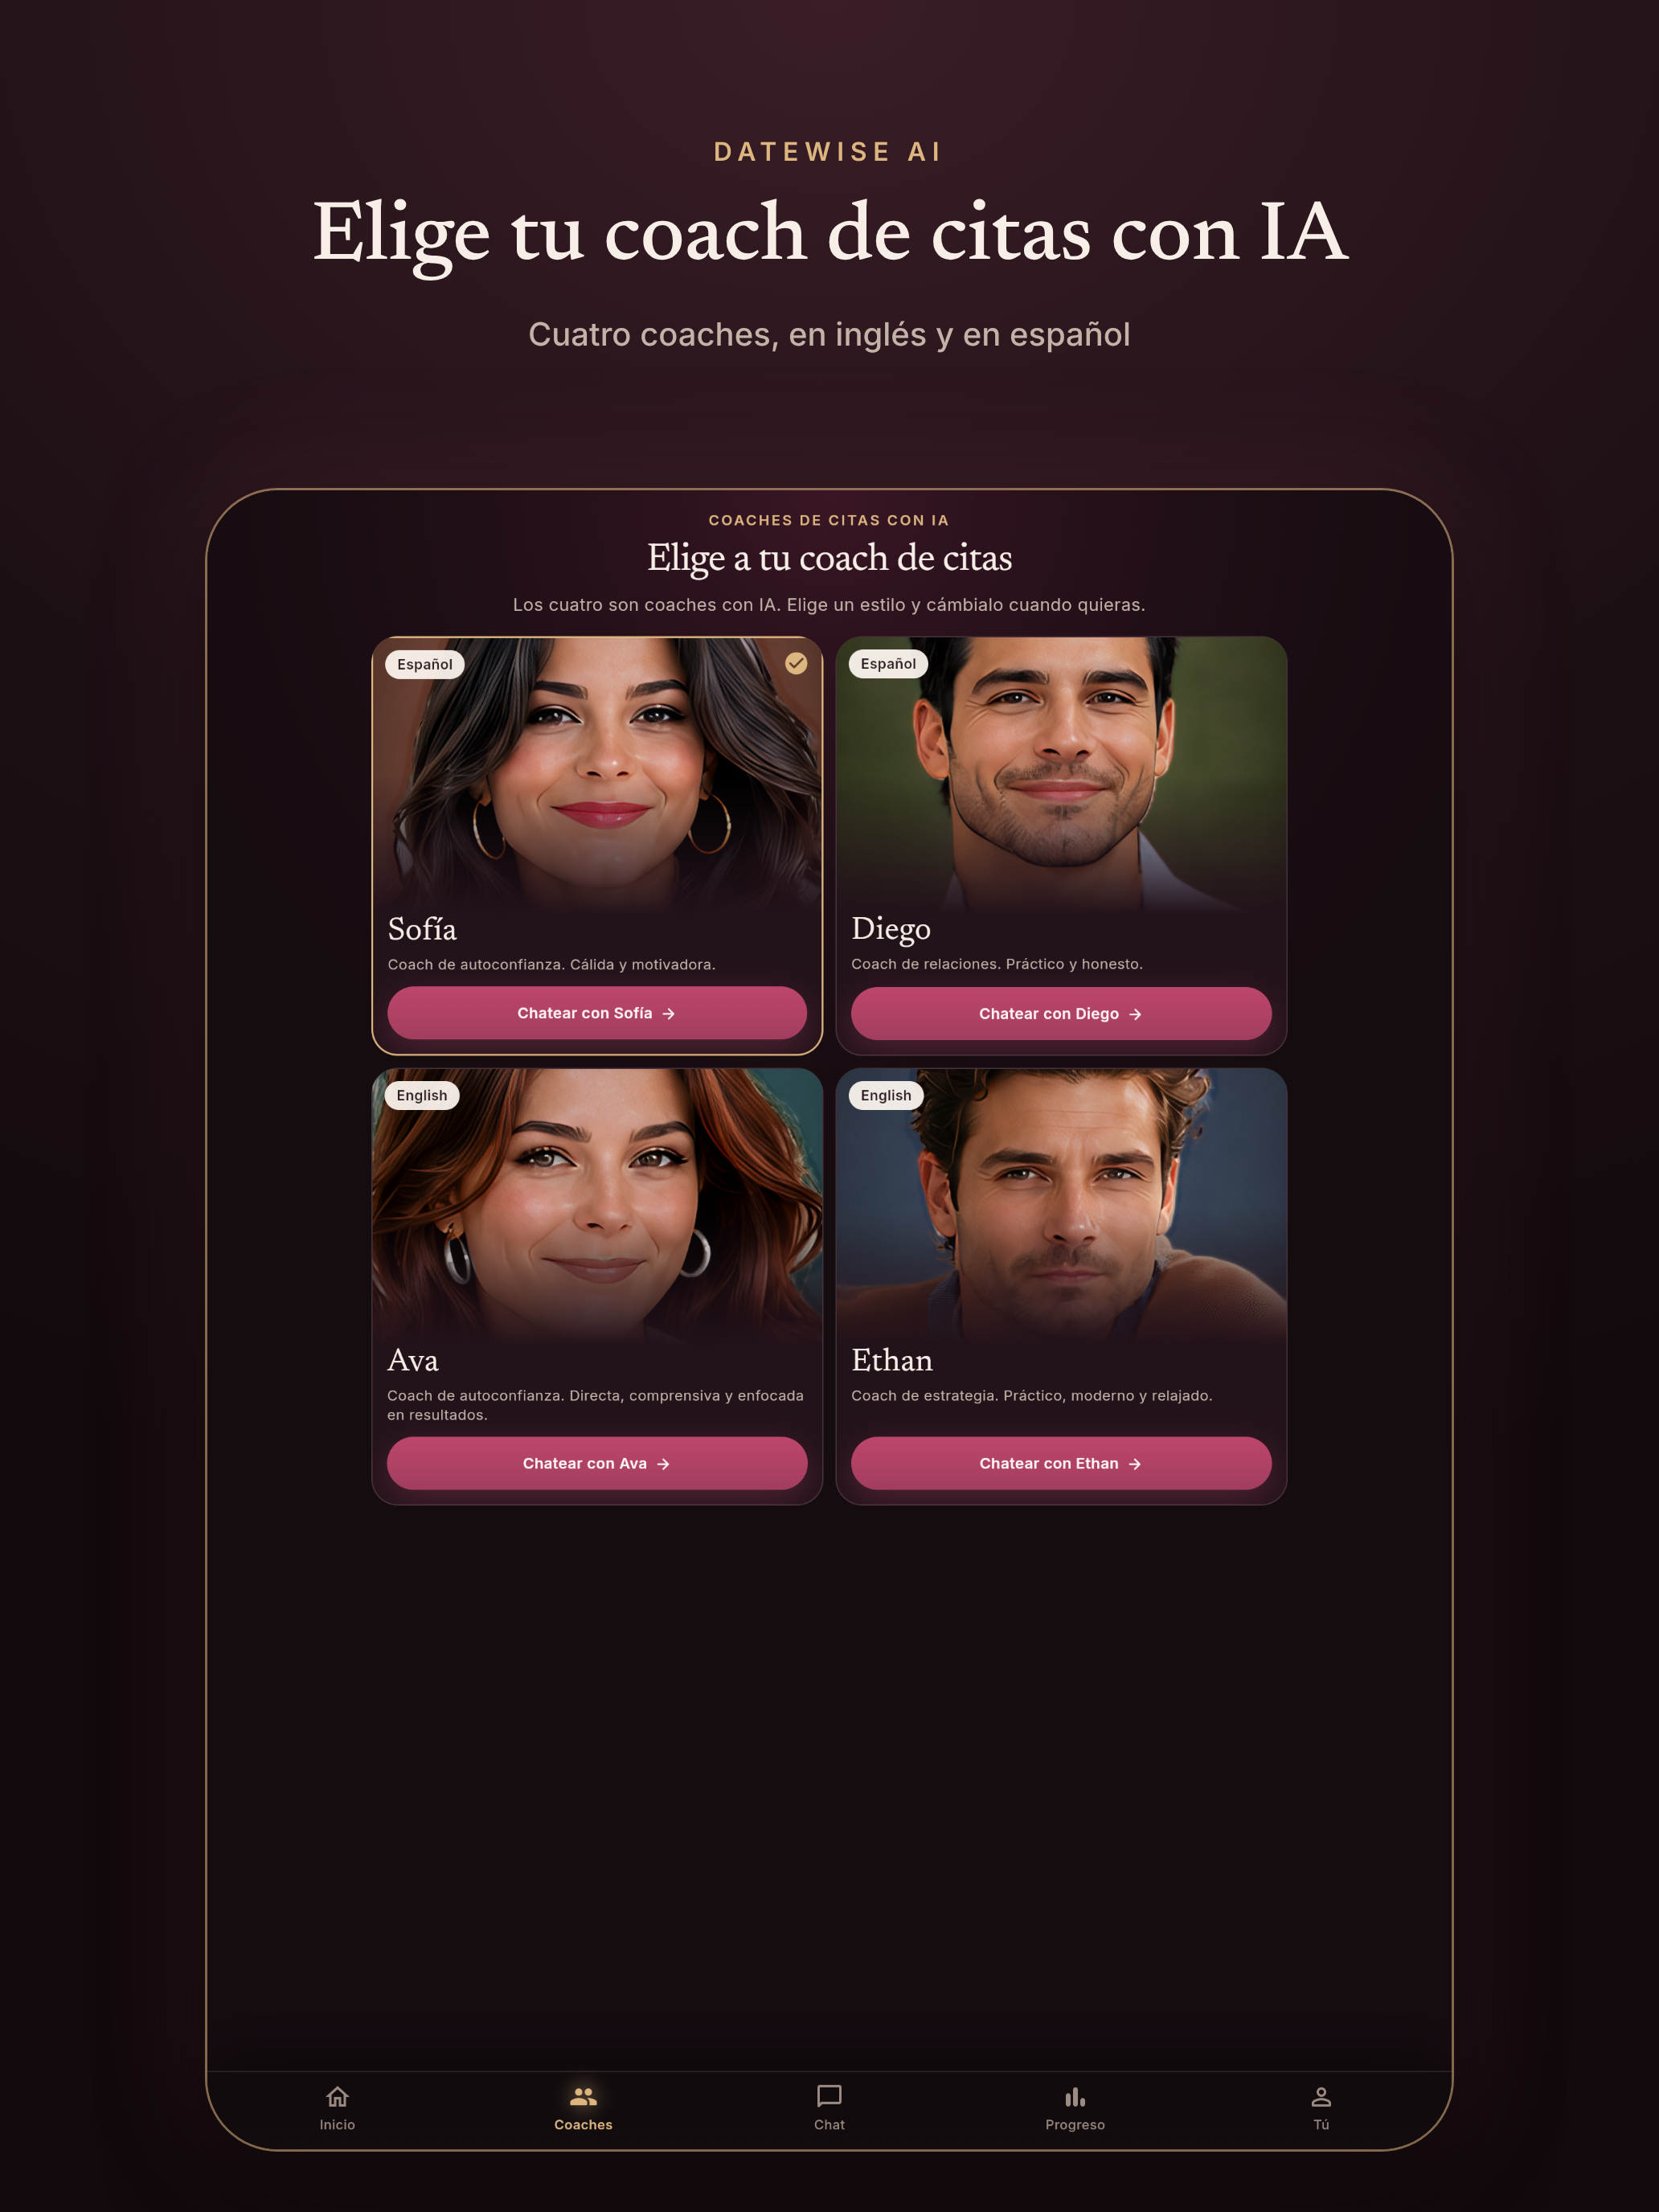 DATEWISE AI
Elige tu coach de citas con IA
Cuatro coaches, en inglés y en español
COACHES DE CITAS CON IA
Elige a tu coach de citas
Los cuatro son coaches con IA. Elige un estilo y cámbialo cuando quieras.
Español
Sofía
Coach de autoconfianza. Cálida y motivadora.
Chatear con Sofía →
Español
Diego
Coach de relaciones. Práctico y honesto.
Chatear con Diego →
English
Ava
Coach de autoconfianza. Directa, comprensiva y enfocada
en resultados.
Chatear con Ava →
English
Ethan
Coach de estrategia. Práctico, moderno y relajado.
Chatear con Ethan →
Inicio
Coaches
Chat
Progreso
Tú